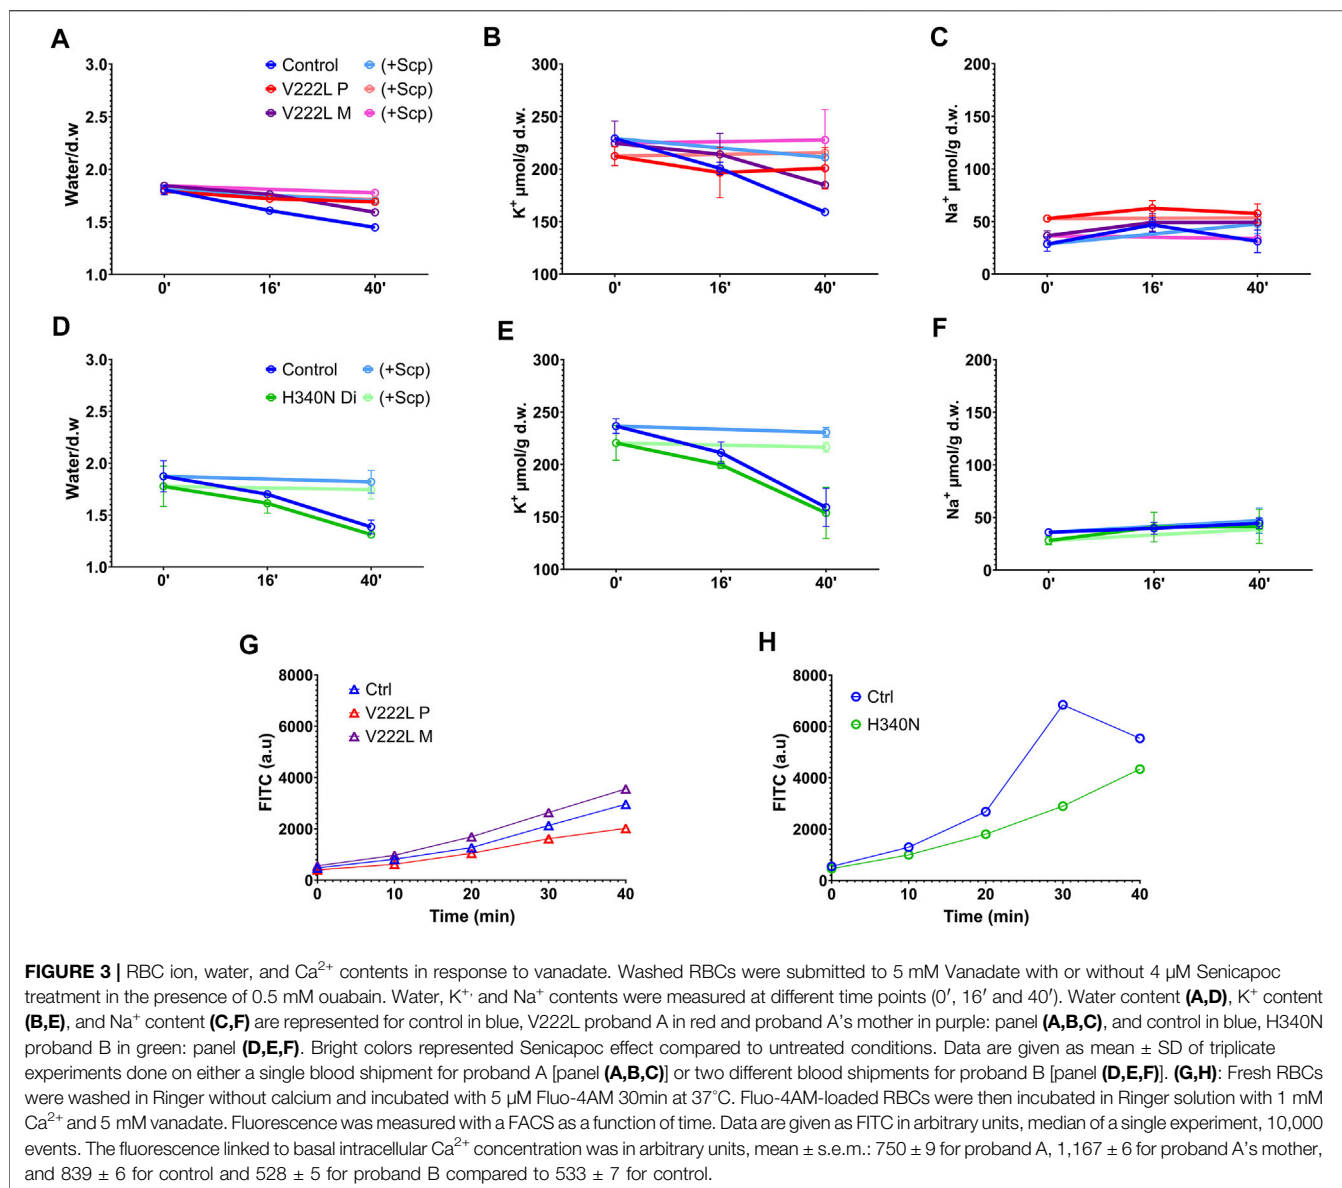 A
B
C
3.0
2.5
2.0
1.5
1.0
Water/d.w
Control (+Scp)
V222L P (+Scp)
V222L M (+Scp)
0' 16' 40'
300
250
200
150
100
K⁺ µmol/g d.w.
0' 16' 40'
200
150
100
50
0
Na⁺ µmol/g d.w.
0' 16' 40'
D
E
F
3.0
2.5
2.0
1.5
1.0
Water/d.w
Control (+Scp)
H340N Di (+Scp)
0' 16' 40'
300
250
200
150
100
K⁺ µmol/g d.w.
0' 16' 40'
200
150
100
50
0
Na⁺ µmol/g d.w.
0' 16' 40'
G
H
8000
6000
4000
2000
0
FITC (a.u)
Ctrl
V222L P
V222L M
0 10 20 30 40
Time (min)
8000
6000
4000
2000
0
FITC (a.u)
Ctrl
H340N
0 10 20 30 40
Time (min)
FIGURE 3 | RBC ion, water, and Ca²⁺ contents in response to vanadate. Washed RBCs were submitted to 5 mM Vanadate with or without 4 µM Senicapoc
treatment in the presence of 0.5 mM ouabain. Water, K⁺, and Na⁺ contents were measured at different time points (0′, 16′ and 40′). Water content (A,D), K⁺ content
(B,E), and Na⁺ content (C,F) are represented for control in blue, V222L proband A in red and proband A's mother in purple: panel (A,B,C), and control in blue, H340N
proband B in green: panel (D,E,F). Bright colors represented Senicapoc effect compared to untreated conditions. Data are given as mean ± SD of triplicate
experiments done on either a single blood shipment for proband A [panel (A,B,C)] or two different blood shipments for proband B [panel (D,E,F)]. (G,H): Fresh RBCs
were washed in Ringer without calcium and incubated with 5 µM Fluo-4AM 30min at 37°C. Fluo-4AM-loaded RBCs were then incubated in Ringer solution with 1 mM
Ca²⁺ and 5 mM vanadate. Fluorescence was measured with a FACS as a function of time. Data are given as FITC in arbitrary units, median of a single experiment, 10,000
events. The fluorescence linked to basal intracellular Ca²⁺ concentration was in arbitrary units, mean ± s.e.m.: 750 ± 9 for proband A, 1,167 ± 6 for proband A's mother,
and 839 ± 6 for control and 528 ± 5 for proband B compared to 533 ± 7 for control.